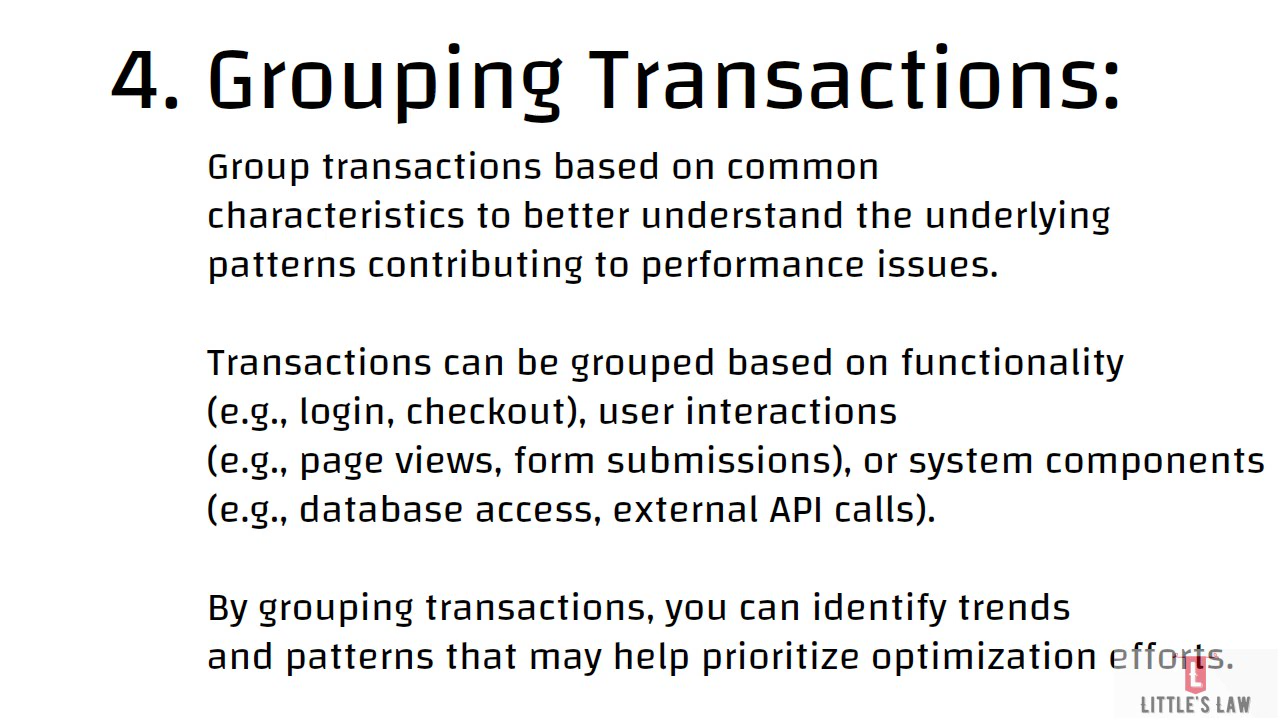 4. Grouping Transactions:
Group transactions based on common
characteristics to better understand the underlying
patterns contributing to performance issues.
Transactions can be grouped based on functionality
(e.g., login, checkout), user interactions
(e.g., page views, form submissions), or system components
(e.g., database access, external API calls).
By grouping transactions, you can identify trends
and patterns that may help prioritize optimization efforts.
L
LITTLE'S LAW